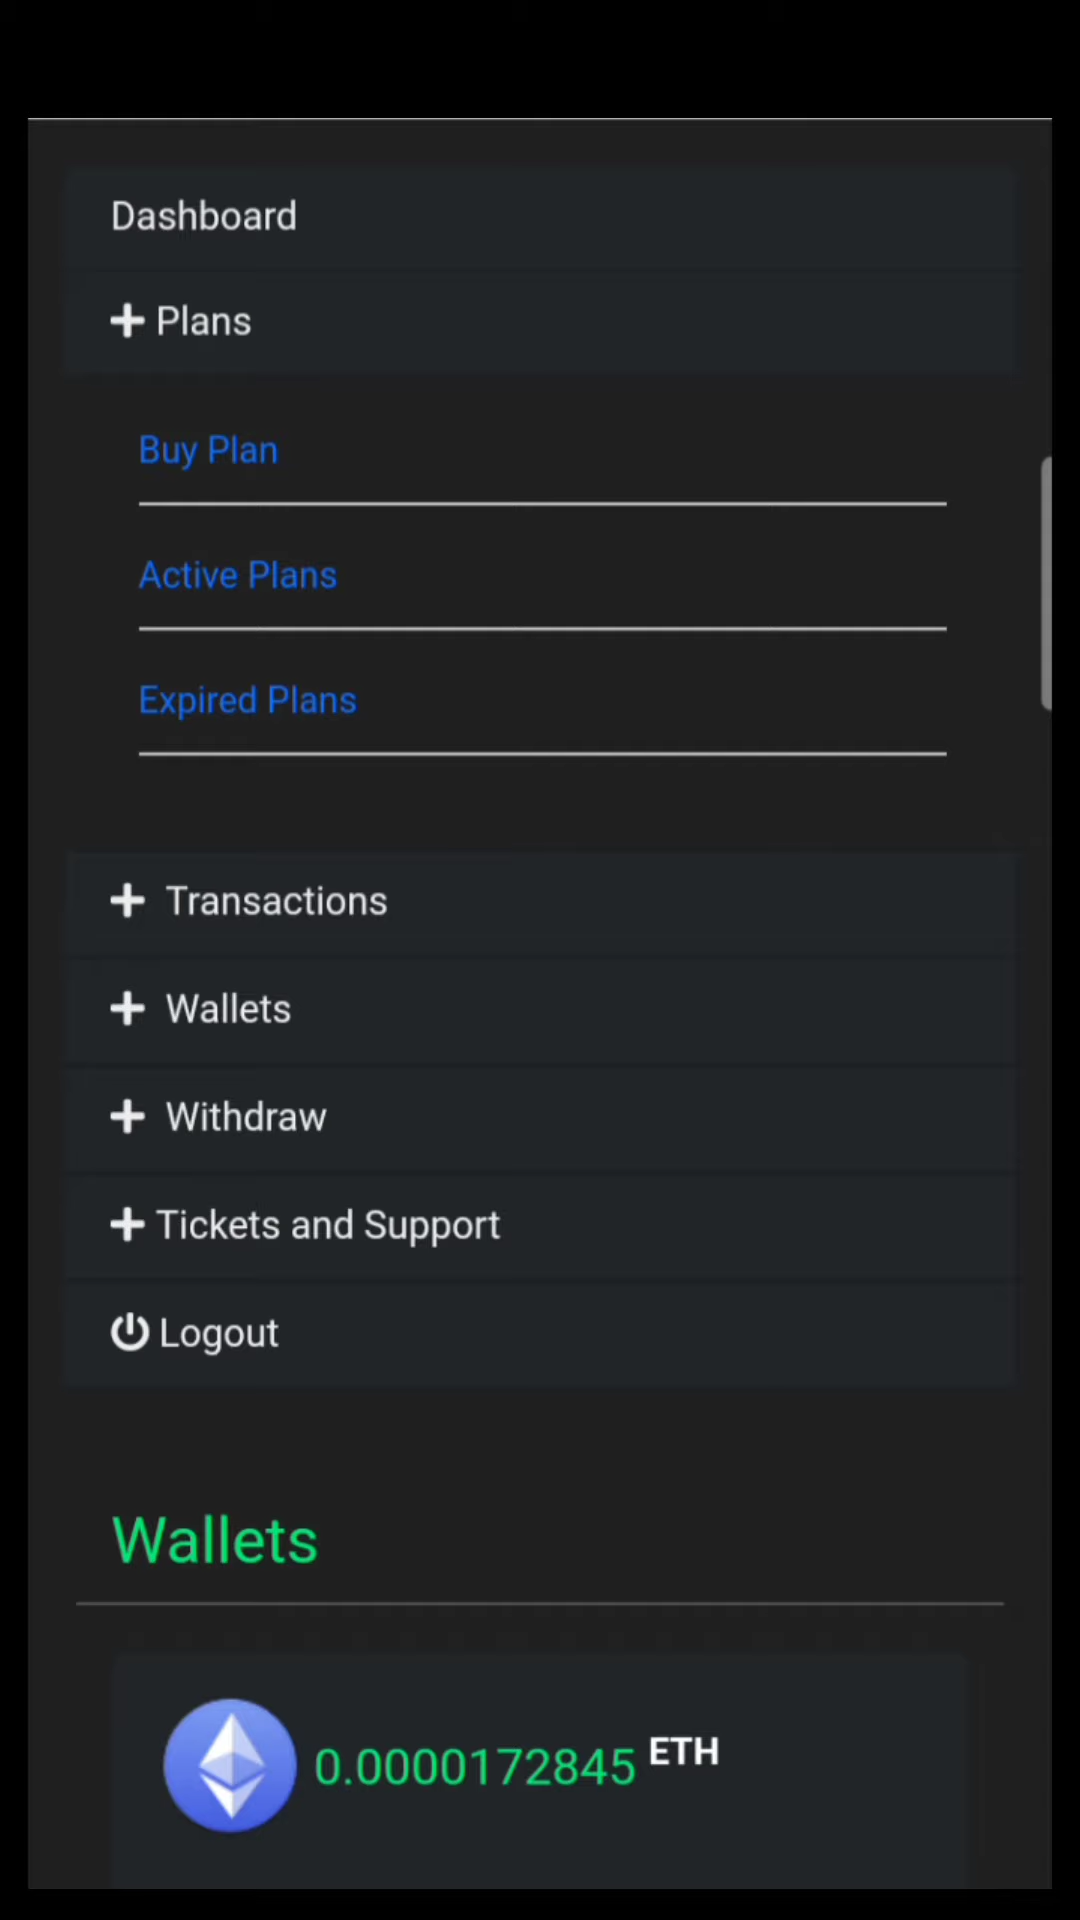 Dashboard
Plans
Buy Plan
Active Plans
Expired Plans
Transactions
Wallets
Withdraw
Tickets and Support
Logout
Wallets
0.0000172845 ETH